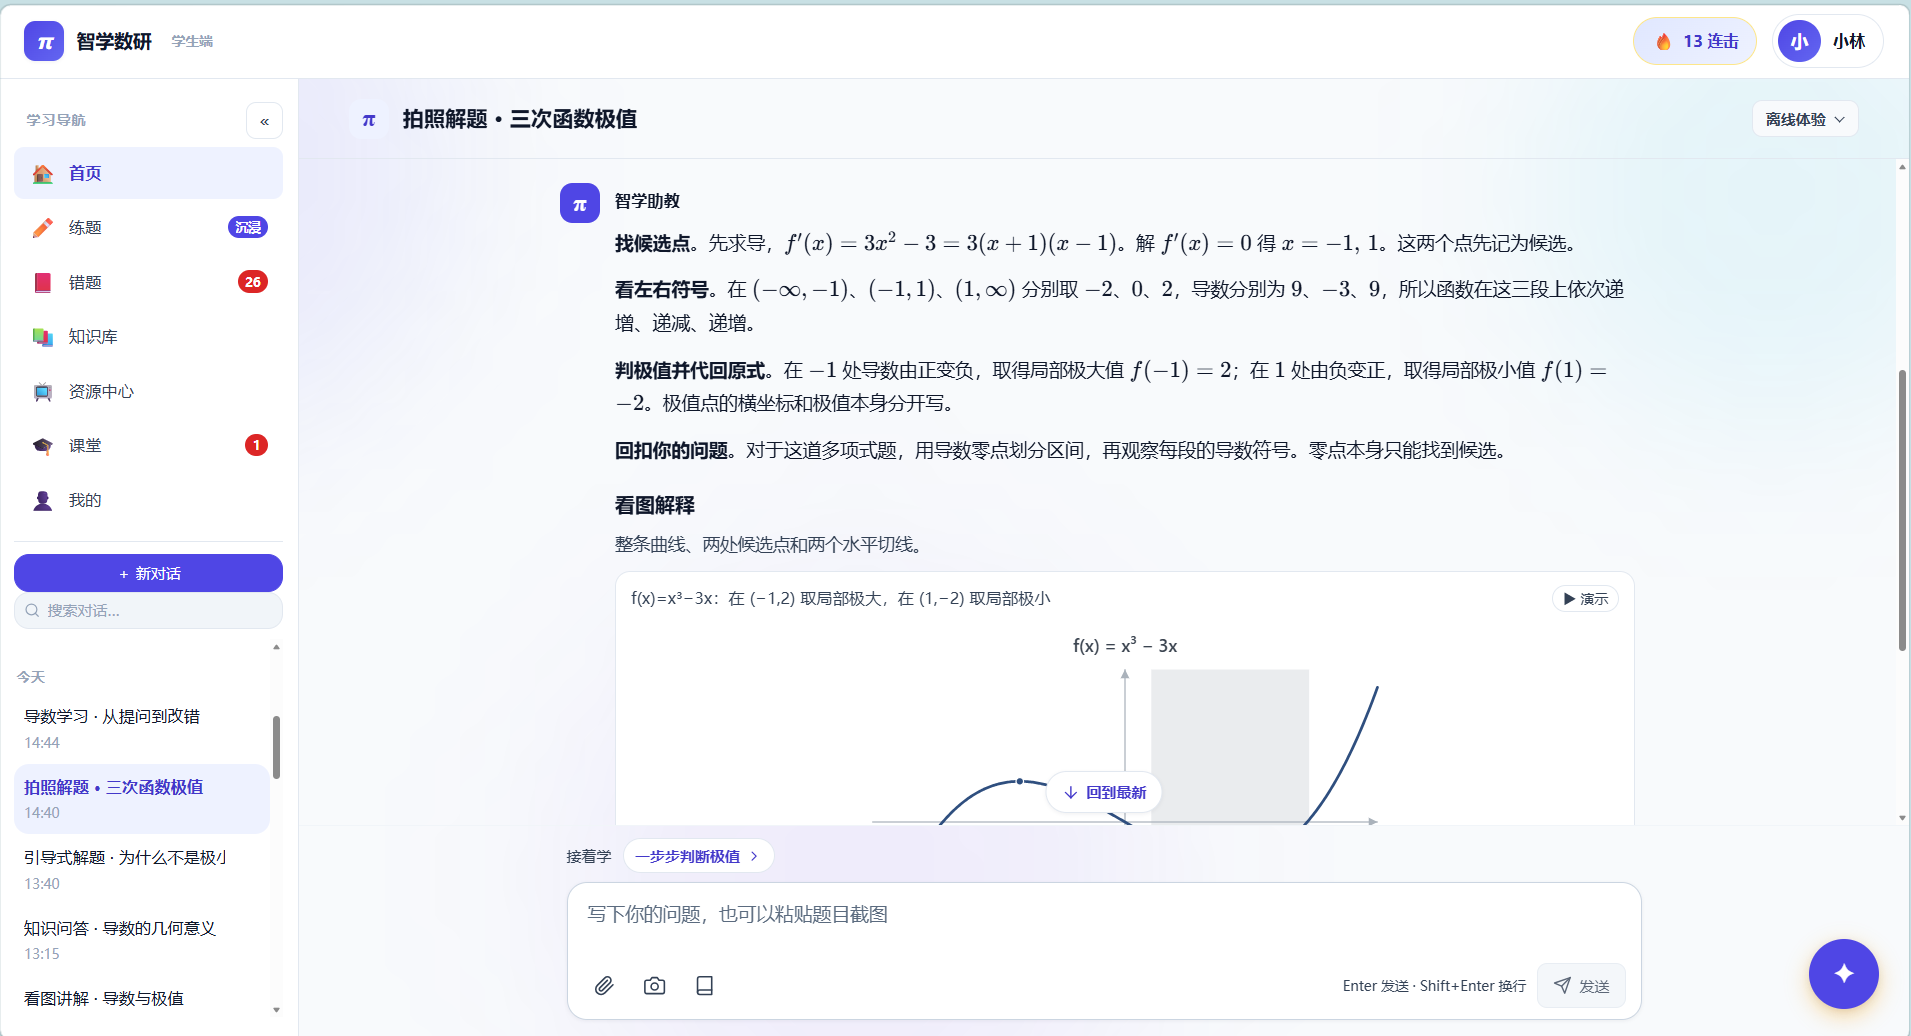 π 智学数研 学生端
🔥 13 连击
小 小林
学习导航 «
首页
练题 沉浸
错题 26
知识库
资源中心
课堂 1
我的
+ 新对话
搜索对话...
今天
导数学习 · 从提问到改错
14:44
拍照解题 • 三次函数极值
14:40
引导式解题 · 为什么不是极小
13:40
知识问答 · 导数的几何意义
13:15
看图讲解 · 导数与极值
π 拍照解题 • 三次函数极值
离线体验
π 智学助教
找候选点。先求导，f′(x) = 3x² − 3 = 3(x + 1)(x − 1)。解 f′(x) = 0 得 x = −1, 1。这两个点先记为候选。
看左右符号。在 (−∞, −1)、(−1, 1)、(1, ∞) 分别取 −2、0、2，导数分别为 9、−3、9，所以函数在这三段上依次递
增、递减、递增。
判极值并代回原式。在 −1 处导数由正变负，取得局部极大值 f(−1) = 2；在 1 处由负变正，取得局部极小值 f(1) =
−2。极值点的横坐标和极值本身分开写。
回扣你的问题。对于这道多项式题，用导数零点划分区间，再观察每段的导数符号。零点本身只能找到候选。
看图解释
整条曲线、两处候选点和两个水平切线。
f(x)=x³−3x：在 (−1,2) 取局部极大，在 (1,−2) 取局部极小
▶ 演示
f(x) = x³ − 3x
↓ 回到最新
接着学 一步步判断极值 >
写下你的问题，也可以粘贴题目截图
Enter 发送 · Shift+Enter 换行
发送